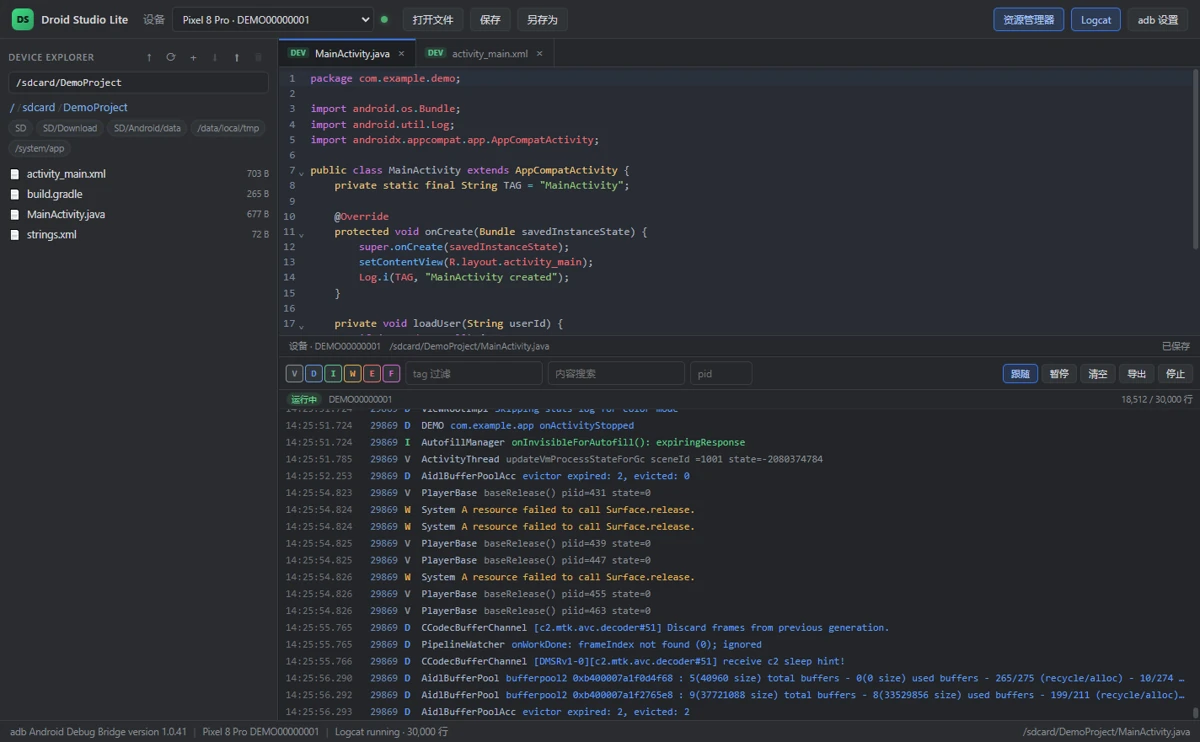 DS Droid Studio Lite 设备 Pixel 8 Pro · DEMO00000001 打开文件 保存 另存为 资源管理器 Logcat adb 设置
DEVICE EXPLORER
/sdcard/DemoProject
/ sdcard / DemoProject
SD SD/Download SD/Android/data /data/local/tmp
/system/app
activity_main.xml 703 B
build.gradle 265 B
MainActivity.java 677 B
strings.xml 72 B
DEV MainActivity.java × DEV activity_main.xml ×
1 package com.example.demo;
2
3 import android.os.Bundle;
4 import android.util.Log;
5 import androidx.appcompat.app.AppCompatActivity;
6
7 public class MainActivity extends AppCompatActivity {
8 private static final String TAG = "MainActivity";
9
10 @Override
11 protected void onCreate(Bundle savedInstanceState) {
12 super.onCreate(savedInstanceState);
13 setContentView(R.layout.activity_main);
14 Log.i(TAG, "MainActivity created");
15 }
16
17 private void loadUser(String userId) {
设备 · DEMO00000001 /sdcard/DemoProject/MainActivity.java 已保存
V D I W E F tag 过滤 内容搜索 pid 跟随 暂停 清空 导出 停止
运行中 DEMO00000001 18,512 / 30,000 行
14:25:51.724 29869 D ViewRootImpl Skipping stats log for color mode
14:25:51.724 29869 D DEMO com.example.app onActivityStopped
14:25:51.724 29869 I AutofillManager onInvisibleForAutofill(): expiringResponse
14:25:51.785 29869 V ActivityThread updateVmProcessStateForGc sceneId =1001 state=-2080374784
14:25:52.253 29869 D AidlBufferPoolAcc evictor expired: 2, evicted: 0
14:25:54.823 29869 V PlayerBase baseRelease() piid=431 state=0
14:25:54.824 29869 W System A resource failed to call Surface.release.
14:25:54.824 29869 W System A resource failed to call Surface.release.
14:25:54.825 29869 V PlayerBase baseRelease() piid=439 state=0
14:25:54.825 29869 V PlayerBase baseRelease() piid=447 state=0
14:25:54.826 29869 W System A resource failed to call Surface.release.
14:25:54.826 29869 V PlayerBase baseRelease() piid=455 state=0
14:25:54.826 29869 V PlayerBase baseRelease() piid=463 state=0
14:25:55.765 29869 D CCodecBufferChannel [c2.mtk.avc.decoder#51] Discard frames from previous generation.
14:25:55.765 29869 D PipelineWatcher onWorkDone: frameIndex not found (0); ignored
14:25:55.766 29869 D CCodecBufferChannel [DMSRv1-0][c2.mtk.avc.decoder#51] receive c2 sleep hint!
14:25:56.290 29869 D AidlBufferPool bufferpool2 0xb400007a1f0d4f68 : 5(40960 size) total buffers - 0(0 size) used buffers - 265/275 (recycle/alloc) - 10/274 …
14:25:56.292 29869 D AidlBufferPool bufferpool2 0xb400007a1f2765e8 : 9(37721088 size) total buffers - 8(33529856 size) used buffers - 199/211 (recycle/alloc)…
14:25:56.293 29869 D AidlBufferPoolAcc evictor expired: 2, evicted: 2
adb Android Debug Bridge version 1.0.41 | Pixel 8 Pro DEMO00000001 | Logcat running · 30,000 行 /sdcard/DemoProject/MainActivity.java